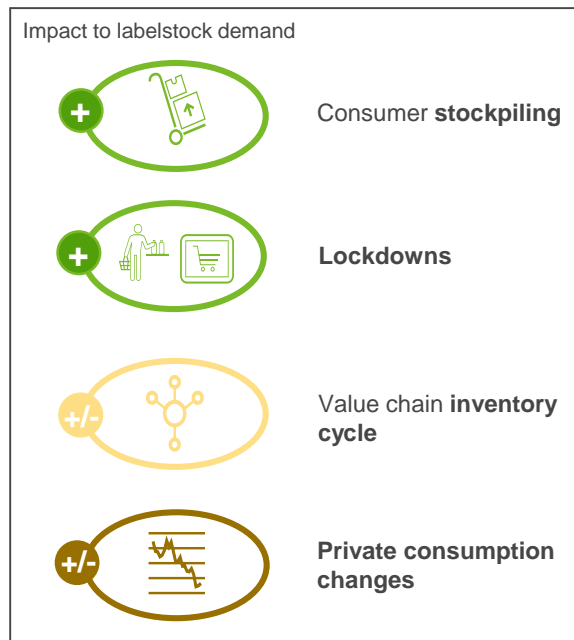 Impact to labelstock demand
+
Consumer stockpiling
+
Lockdowns
+/-
Value chain inventory
cycle
+/-
Private consumption
changes